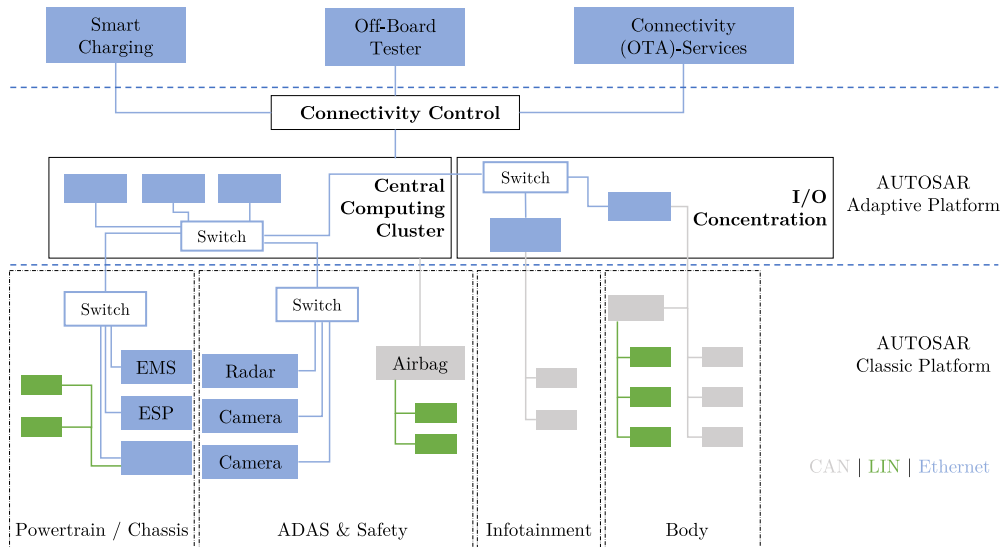 Smart
Charging
Off-Board
Tester
Connectivity
(OTA)-Services
Connectivity Control
Central
Computing
Cluster
Switch
Switch
I/O
Concentration
AUTOSAR
Adaptive Platform
Switch
EMS
ESP
Switch
Radar
Camera
Camera
Airbag
AUTOSAR
Classic Platform
CAN | LIN | Ethernet
Powertrain / Chassis
ADAS & Safety
Infotainment
Body